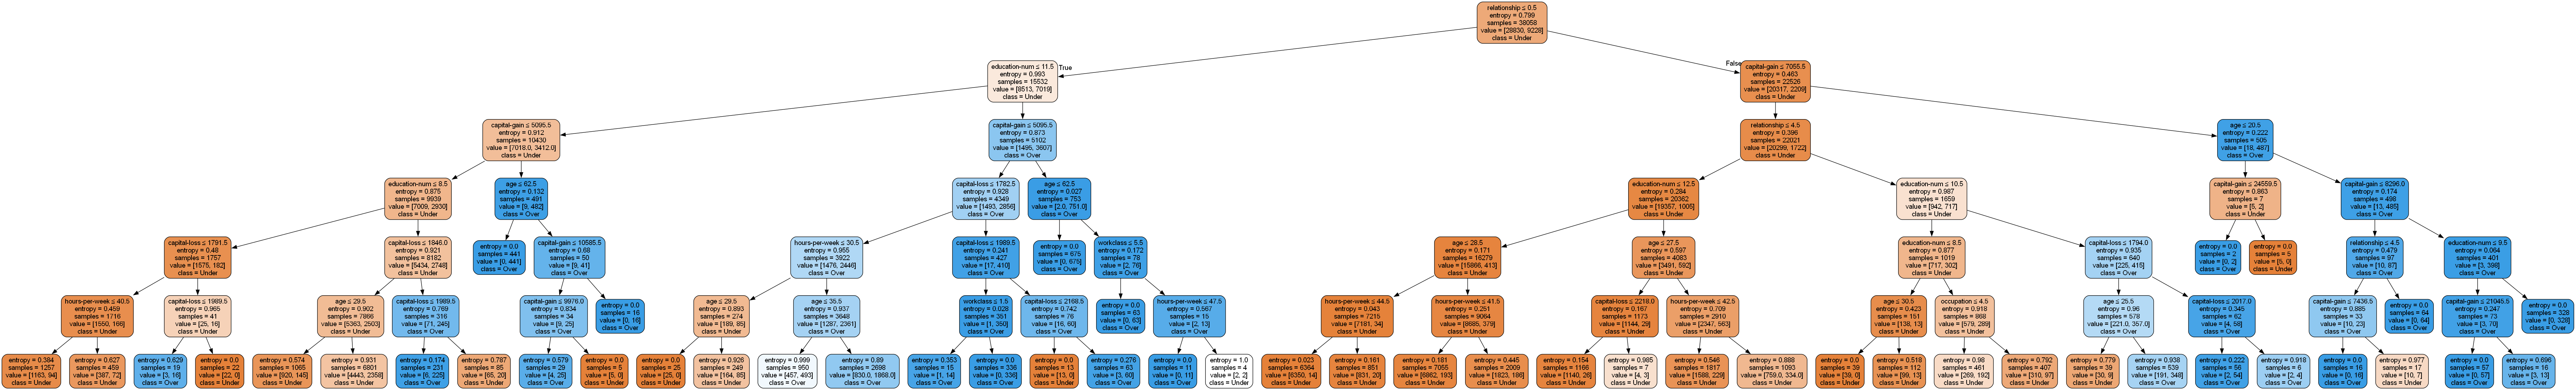 relationship ≤ 0.5
entropy = 0.799
samples = 38058
value = [28830, 9228]
class = Under
True
False
education-num ≤ 11.5
entropy = 0.993
samples = 15532
value = [8513, 7019]
class = Under
capital-gain ≤ 7055.5
entropy = 0.463
samples = 22526
value = [20317, 2209]
class = Under
capital-gain ≤ 5095.5
entropy = 0.912
samples = 10430
value = [7018.0, 3412.0]
class = Under
capital-gain ≤ 5095.5
entropy = 0.873
samples = 5102
value = [1495, 3607]
class = Over
relationship ≤ 4.5
entropy = 0.396
samples = 22021
value = [20299, 1722]
class = Under
age ≤ 20.5
entropy = 0.222
samples = 505
value = [18, 487]
class = Over
education-num ≤ 8.5
entropy = 0.875
samples = 9939
value = [7009, 2930]
class = Under
age ≤ 62.5
entropy = 0.132
samples = 491
value = [9, 482]
class = Over
capital-loss ≤ 1782.5
entropy = 0.928
samples = 4349
value = [1493, 2856]
class = Over
age ≤ 62.5
entropy = 0.027
samples = 753
value = [2.0, 751.0]
class = Over
education-num ≤ 12.5
entropy = 0.284
samples = 20362
value = [19357, 1005]
class = Under
education-num ≤ 10.5
entropy = 0.987
samples = 1659
value = [942, 717]
class = Under
capital-gain ≤ 24559.5
entropy = 0.863
samples = 7
value = [5, 2]
class = Under
capital-gain ≤ 8296.0
entropy = 0.174
samples = 498
value = [13, 485]
class = Over
capital-loss ≤ 1791.5
entropy = 0.48
samples = 1757
value = [1575, 182]
class = Under
capital-loss ≤ 1846.0
entropy = 0.921
samples = 8182
value = [5434, 2748]
class = Under
entropy = 0.0
samples = 441
value = [0, 441]
class = Over
capital-gain ≤ 10585.5
entropy = 0.68
samples = 50
value = [9, 41]
class = Over
hours-per-week ≤ 30.5
entropy = 0.955
samples = 3922
value = [1476, 2446]
class = Over
capital-loss ≤ 1989.5
entropy = 0.241
samples = 427
value = [17, 410]
class = Over
entropy = 0.0
samples = 675
value = [0, 675]
class = Over
workclass ≤ 5.5
entropy = 0.172
samples = 78
value = [2, 76]
class = Over
age ≤ 26.5
entropy = 0.171
samples = 16279
value = [15866, 413]
class = Under
age ≤ 27.5
entropy = 0.597
samples = 4083
value = [3491, 592]
class = Under
education-num ≤ 8.5
entropy = 0.877
samples = 1019
value = [717, 302]
class = Under
capital-loss ≤ 1794.0
entropy = 0.935
samples = 640
value = [225, 415]
class = Over
entropy = 0.0
samples = 2
value = [0, 2]
class = Over
entropy = 0.0
samples = 5
value = [5, 0]
class = Under
relationship ≤ 4.5
entropy = 0.479
samples = 97
value = [10, 87]
class = Over
education-num ≤ 9.5
entropy = 0.064
samples = 401
value = [3, 398]
class = Over
hours-per-week ≤ 40.5
entropy = 0.459
samples = 1716
value = [1550, 166]
class = Under
capital-loss ≤ 1989.5
entropy = 0.965
samples = 41
value = [25, 16]
class = Under
age ≤ 29.5
entropy = 0.902
samples = 7866
value = [5363, 2503]
class = Under
capital-loss ≤ 1989.5
entropy = 0.769
samples = 316
value = [71, 245]
class = Over
capital-gain ≤ 9976.0
entropy = 0.834
samples = 34
value = [9, 25]
class = Over
entropy = 0.0
samples = 16
value = [0, 16]
class = Over
age ≤ 29.5
entropy = 0.893
samples = 274
value = [189, 85]
class = Under
age ≤ 35.5
entropy = 0.937
samples = 3648
value = [1287, 2361]
class = Over
workclass ≤ 1.5
entropy = 0.028
samples = 351
value = [1, 350]
class = Over
capital-loss ≤ 2168.5
entropy = 0.742
samples = 76
value = [16, 60]
class = Over
entropy = 0.0
samples = 63
value = [0, 63]
class = Over
hours-per-week ≤ 47.5
entropy = 0.567
samples = 15
value = [2, 13]
class = Over
hours-per-week ≤ 44.5
entropy = 0.043
samples = 7215
value = [7181, 34]
class = Under
hours-per-week ≤ 41.5
entropy = 0.251
samples = 9064
value = [8685, 379]
class = Under
capital-loss ≤ 2218.0
entropy = 0.167
samples = 1173
value = [1144, 29]
class = Under
hours-per-week ≤ 42.5
entropy = 0.709
samples = 2910
value = [2347, 563]
class = Under
age ≤ 30.5
entropy = 0.423
samples = 151
value = [138, 13]
class = Under
occupation ≤ 4.5
entropy = 0.918
samples = 868
value = [579, 289]
class = Under
age ≤ 25.5
entropy = 0.96
samples = 578
value = [221.0, 357.0]
class = Over
capital-loss ≤ 2017.0
entropy = 0.345
samples = 62
value = [4, 58]
class = Over
capital-gain ≤ 7436.5
entropy = 0.885
samples = 33
value = [10, 23]
class = Over
entropy = 0.0
samples = 64
value = [0, 64]
class = Over
capital-gain ≤ 21045.5
entropy = 0.247
samples = 73
value = [3, 70]
class = Over
entropy = 0.0
samples = 328
value = [0, 328]
class = Over
entropy = 0.384
samples = 1257
value = [1163, 94]
class = Under
entropy = 0.627
samples = 459
value = [387, 72]
class = Under
entropy = 0.629
samples = 19
value = [3, 16]
class = Over
entropy = 0.0
samples = 22
value = [22, 0]
class = Under
entropy = 0.574
samples = 1065
value = [920, 145]
class = Under
entropy = 0.931
samples = 6801
value = [4443, 2358]
class = Under
entropy = 0.174
samples = 231
value = [6, 225]
class = Over
entropy = 0.787
samples = 85
value = [65, 20]
class = Under
entropy = 0.579
samples = 29
value = [4, 25]
class = Over
entropy = 0.0
samples = 5
value = [5, 0]
class = Under
entropy = 0.0
samples = 25
value = [25, 0]
class = Under
entropy = 0.926
samples = 249
value = [164, 85]
class = Under
entropy = 0.999
samples = 950
value = [457, 493]
class = Over
entropy = 0.89
samples = 2698
value = [830.0, 1868.0]
class = Over
entropy = 0.353
samples = 15
value = [1, 14]
class = Over
entropy = 0.0
samples = 336
value = [0, 336]
class = Over
entropy = 0.0
samples = 13
value = [13, 0]
class = Under
entropy = 0.276
samples = 63
value = [3, 60]
class = Over
entropy = 0.0
samples = 11
value = [0, 11]
class = Over
entropy = 1.0
samples = 4
value = [2, 2]
class = Under
entropy = 0.023
samples = 6364
value = [6350, 14]
class = Under
entropy = 0.161
samples = 851
value = [831, 20]
class = Under
entropy = 0.181
samples = 7055
value = [6862, 193]
class = Under
entropy = 0.445
samples = 2009
value = [1823, 186]
class = Under
entropy = 0.154
samples = 1166
value = [1140, 26]
class = Under
entropy = 0.985
samples = 7
value = [4, 3]
class = Under
entropy = 0.546
samples = 1817
value = [1588, 229]
class = Under
entropy = 0.888
samples = 1093
value = [759.0, 334.0]
class = Under
entropy = 0.0
samples = 39
value = [39, 0]
class = Under
entropy = 0.518
samples = 112
value = [99, 13]
class = Under
entropy = 0.98
samples = 461
value = [269, 192]
class = Under
entropy = 0.792
samples = 407
value = [310, 97]
class = Under
entropy = 0.779
samples = 39
value = [30, 9]
class = Under
entropy = 0.938
samples = 539
value = [191, 348]
class = Over
entropy = 0.222
samples = 56
value = [2, 54]
class = Over
entropy = 0.918
samples = 6
value = [2, 4]
class = Over
entropy = 0.0
samples = 16
value = [0, 16]
class = Over
entropy = 0.977
samples = 17
value = [10, 7]
class = Under
entropy = 0.0
samples = 57
value = [0, 57]
class = Over
entropy = 0.696
samples = 16
value = [3, 13]
class = Over